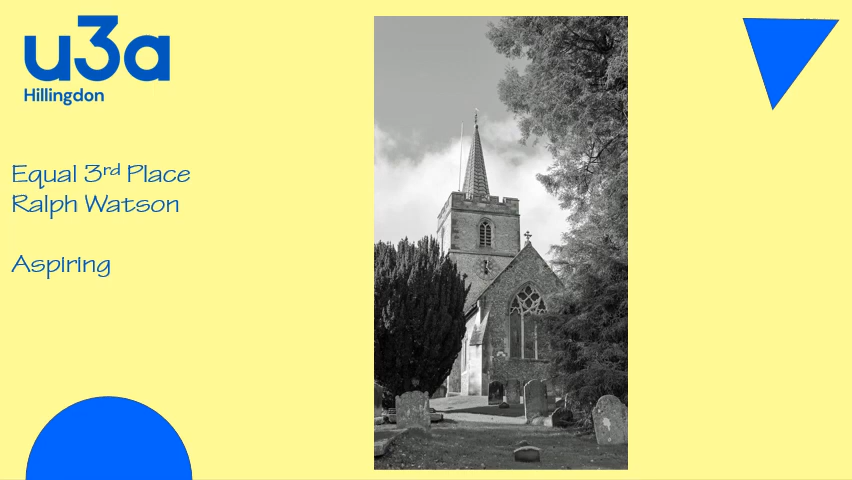 u3a
Hillingdon
Equal 3rd Place
Ralph Watson
Aspiring